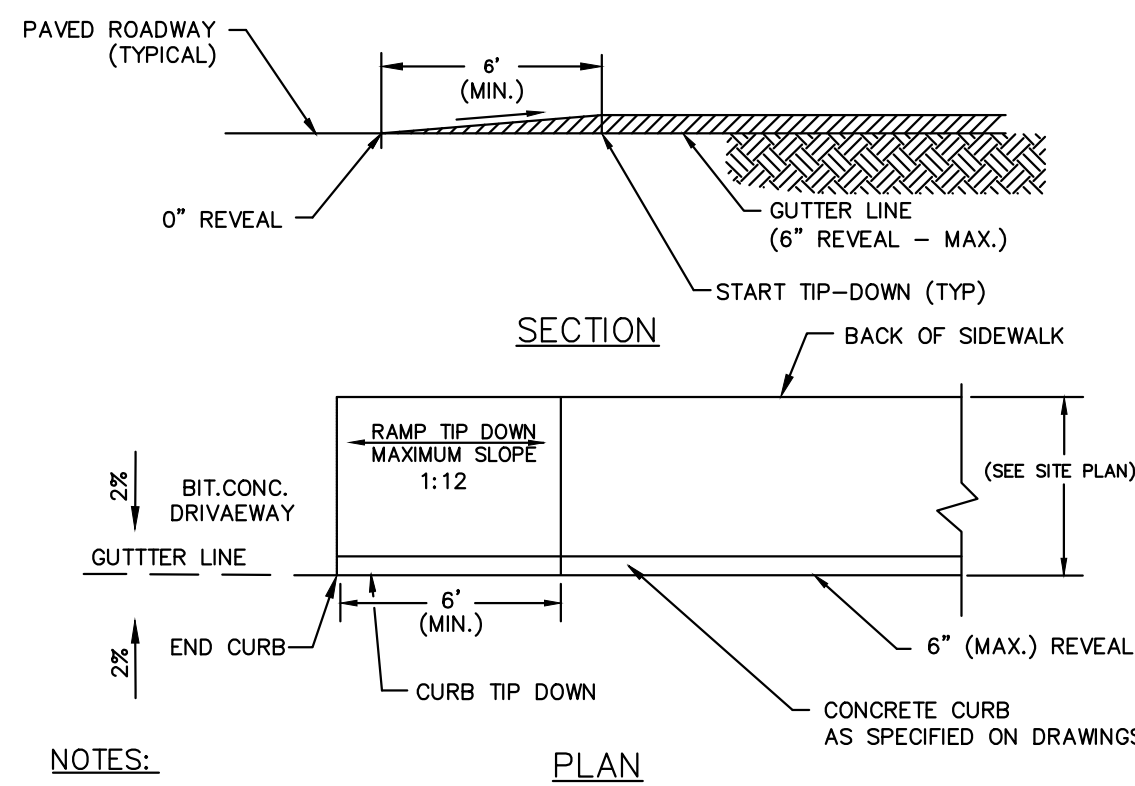 PAVED ROADWAY
(TYPICAL)
6'
(MIN.)
0" REVEAL
GUTTER LINE
(6" REVEAL - MAX.)
START TIP-DOWN (TYP)
SECTION
BACK OF SIDEWALK
RAMP TIP DOWN
MAXIMUM SLOPE
1:12
(SEE SITE PLAN)
2%
BIT.CONC.
DRIVAEWAY
GUTTTER LINE
6'
(MIN.)
2%
END CURB
6" (MAX.) REVEAL
CURB TIP DOWN
CONCRETE CURB
AS SPECIFIED ON DRAWINGS
NOTES:
PLAN